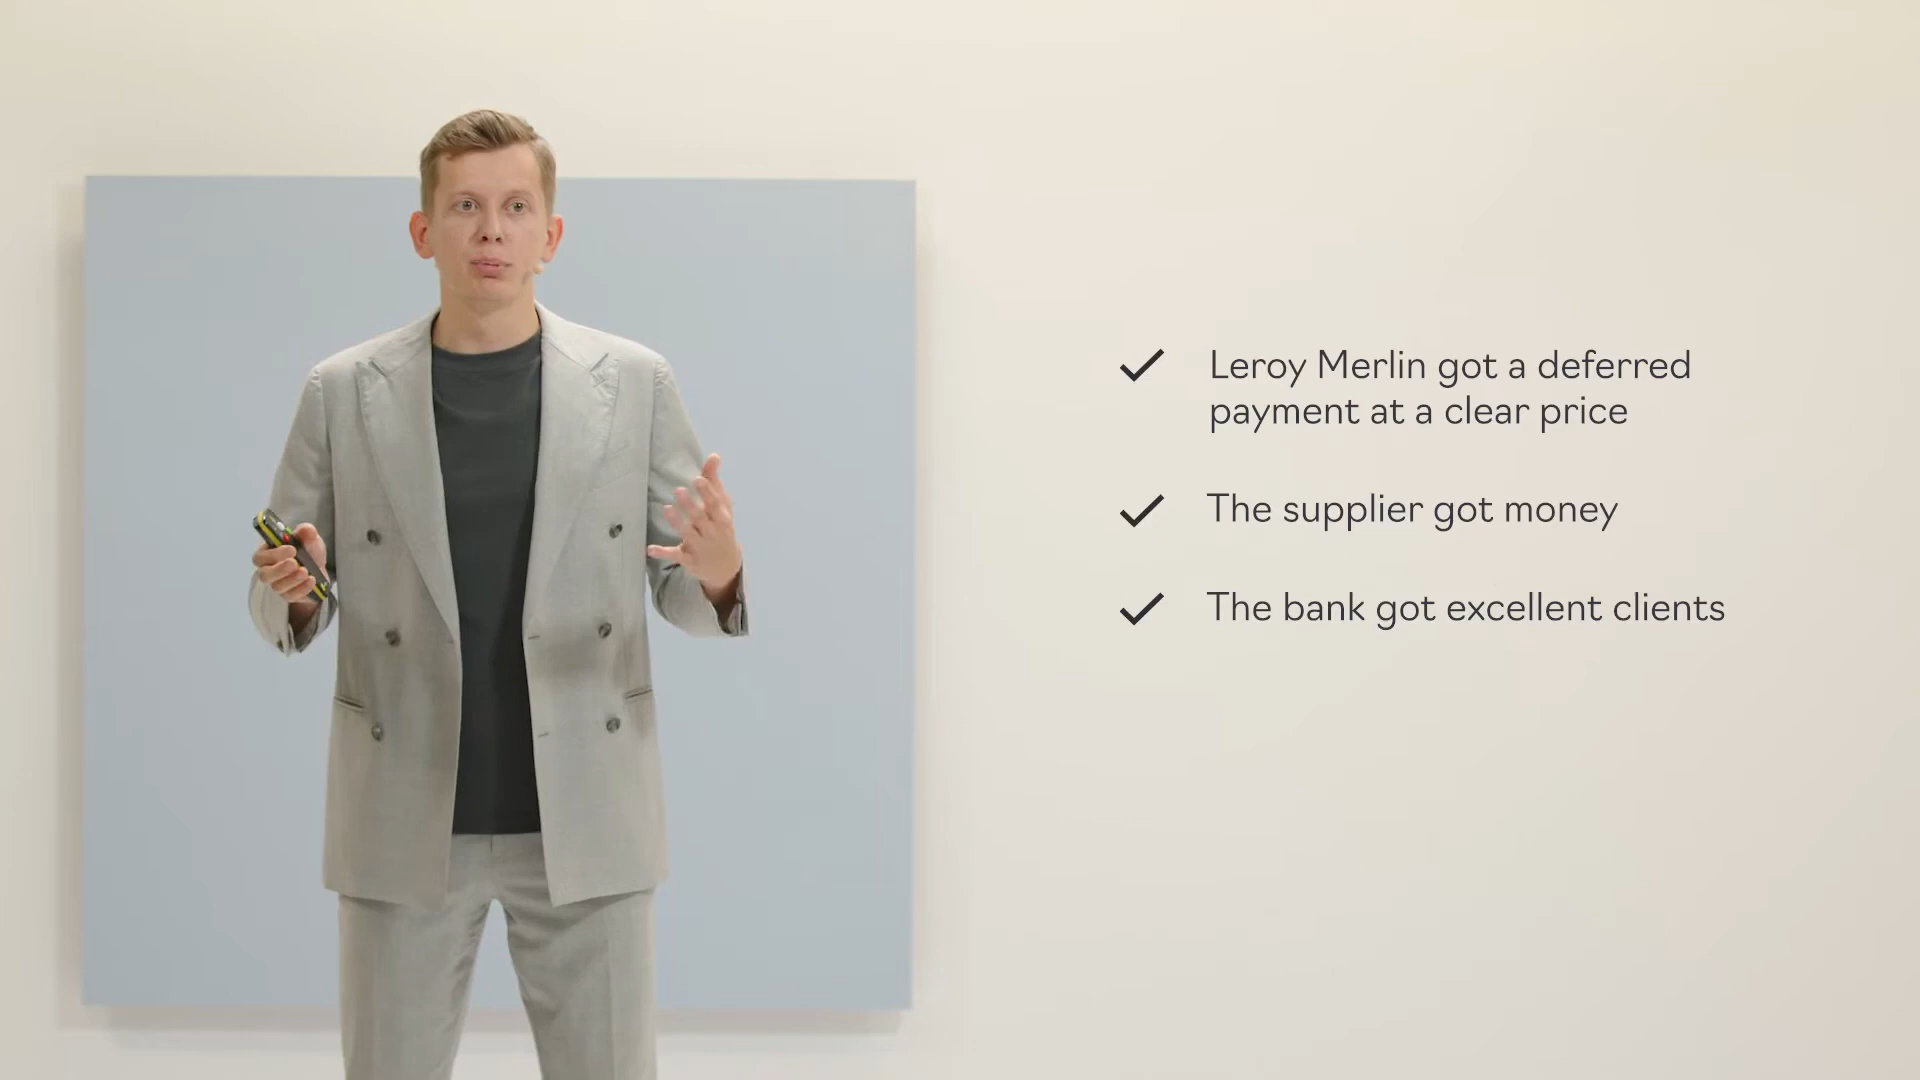 Leroy Merlin got a deferred
payment at a clear price
The supplier got money
The bank got excellent clients